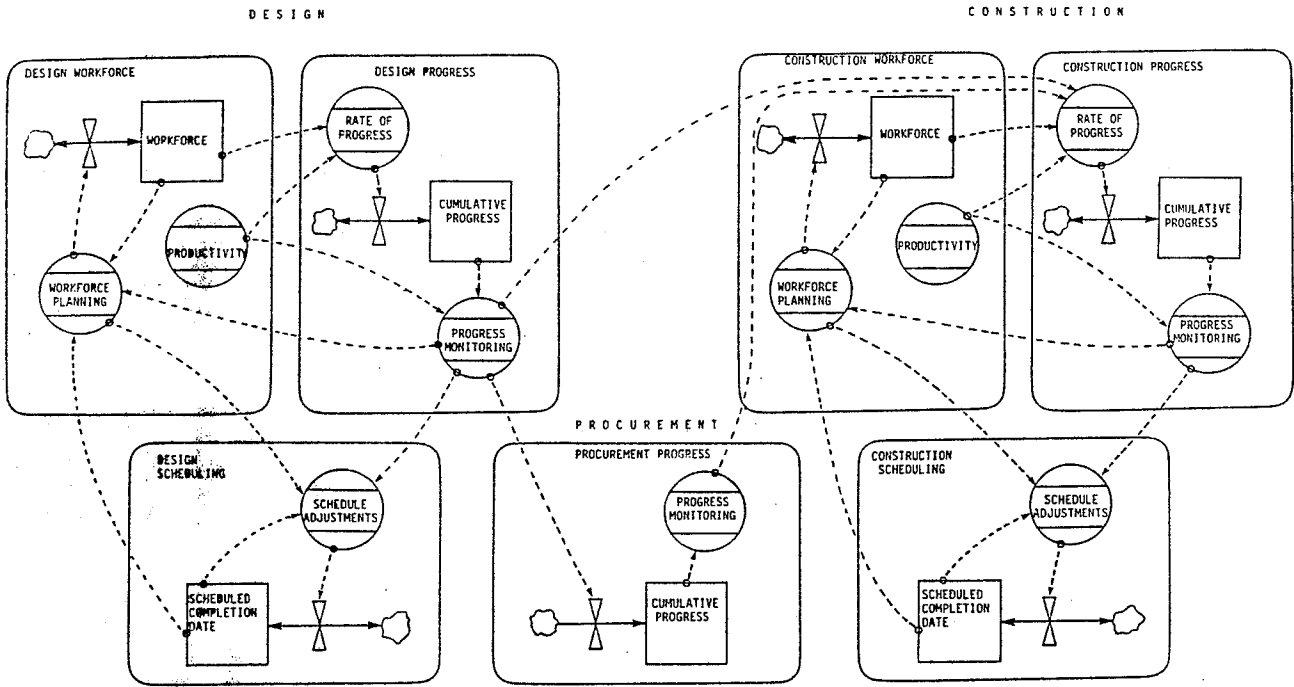 DESIGN
CONSTRUCTION
DESIGN WORKFORCE
WORKFORCE
WORKFORCE
PLANNING
PRODUCTIVITY
DESIGN PROGRESS
RATE OF
PROGRESS
CUMULATIVE
PROGRESS
PROGRESS
MONITORING
CONSTRUCTION WORKFORCE
WORKFORCE
PRODUCTIVITY
WORKFORCE
PLANNING
CONSTRUCTION PROGRESS
RATE OF
PROGRESS
CUMULATIVE
PROGRESS
PROGRESS
MONITORING
DESIGN
SCHEDULING
SCHEDULE
ADJUSTMENTS
SCHEDULED
COMPLETION
DATE
PROCUREMENT
PROCUREMENT PROGRESS
PROGRESS
MONITORING
CUMULATIVE
PROGRESS
CONSTRUCTION
SCHEDULING
SCHEDULE
ADJUSTMENTS
SCHEDULED
COMPLETION
DATE